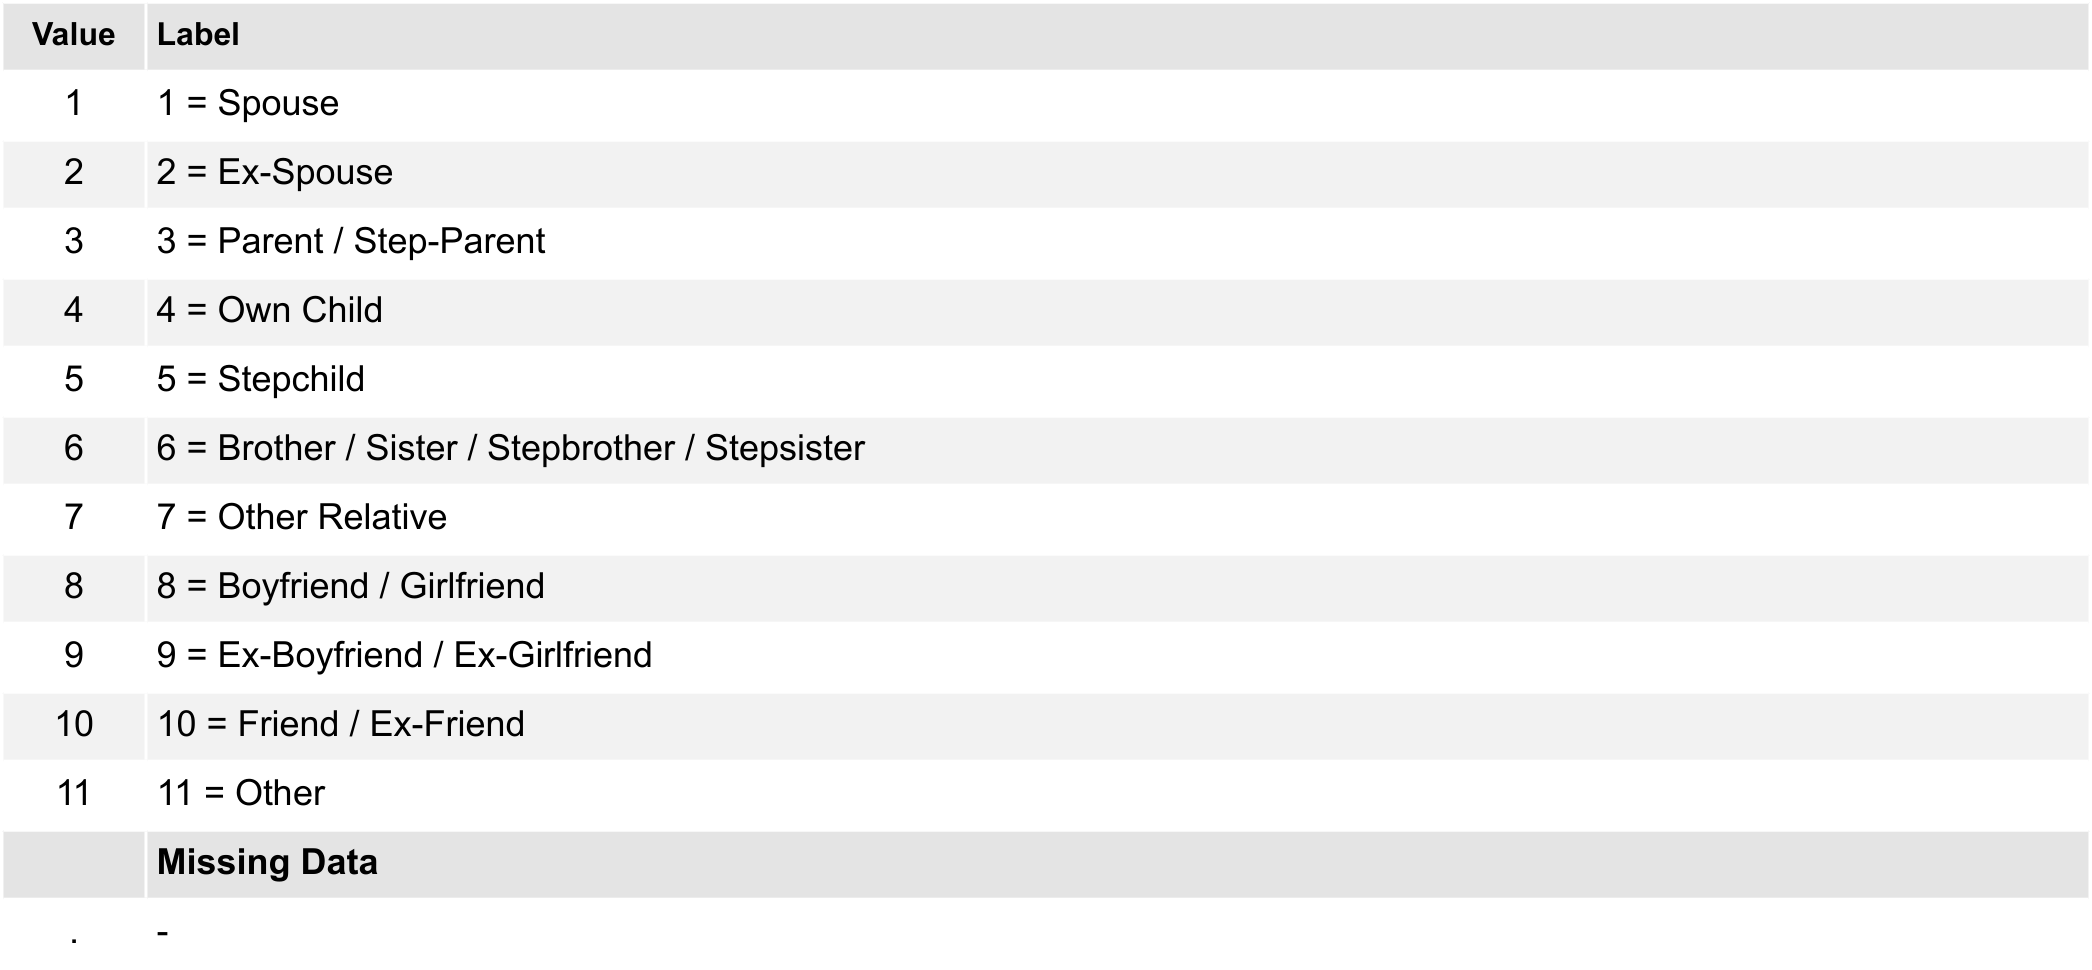 Value Label
1 1 = Spouse
2 2 = Ex-Spouse
3 3 = Parent / Step-Parent
4 4 = Own Child
5 5 = Stepchild
6 6 = Brother / Sister / Stepbrother / Stepsister
7 7 = Other Relative
8 8 = Boyfriend / Girlfriend
9 9 = Ex-Boyfriend / Ex-Girlfriend
10 10 = Friend / Ex-Friend
11 11 = Other
Missing Data
. -